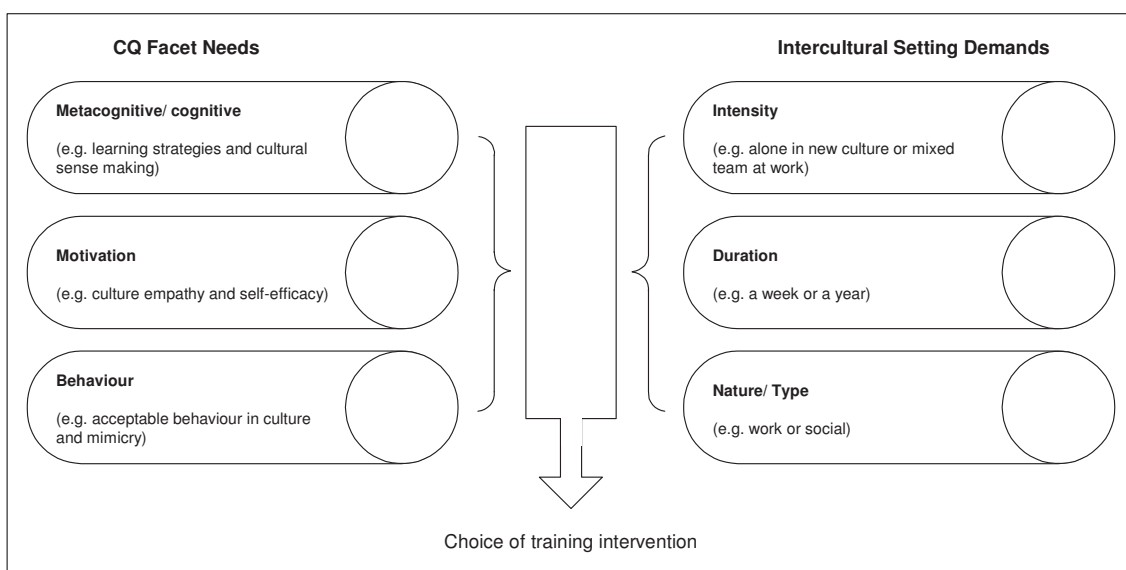 CQ Facet Needs
Metacognitive/ cognitive
(e.g. learning strategies and cultural
sense making)
Motivation
(e.g. culture empathy and self-efficacy)
Behaviour
(e.g. acceptable behaviour in culture
and mimicry)
Intercultural Setting Demands
Intensity
(e.g. alone in new culture or mixed
team at work)
Duration
(e.g. a week or a year)
Nature/ Type
(e.g. work or social)
Choice of training intervention